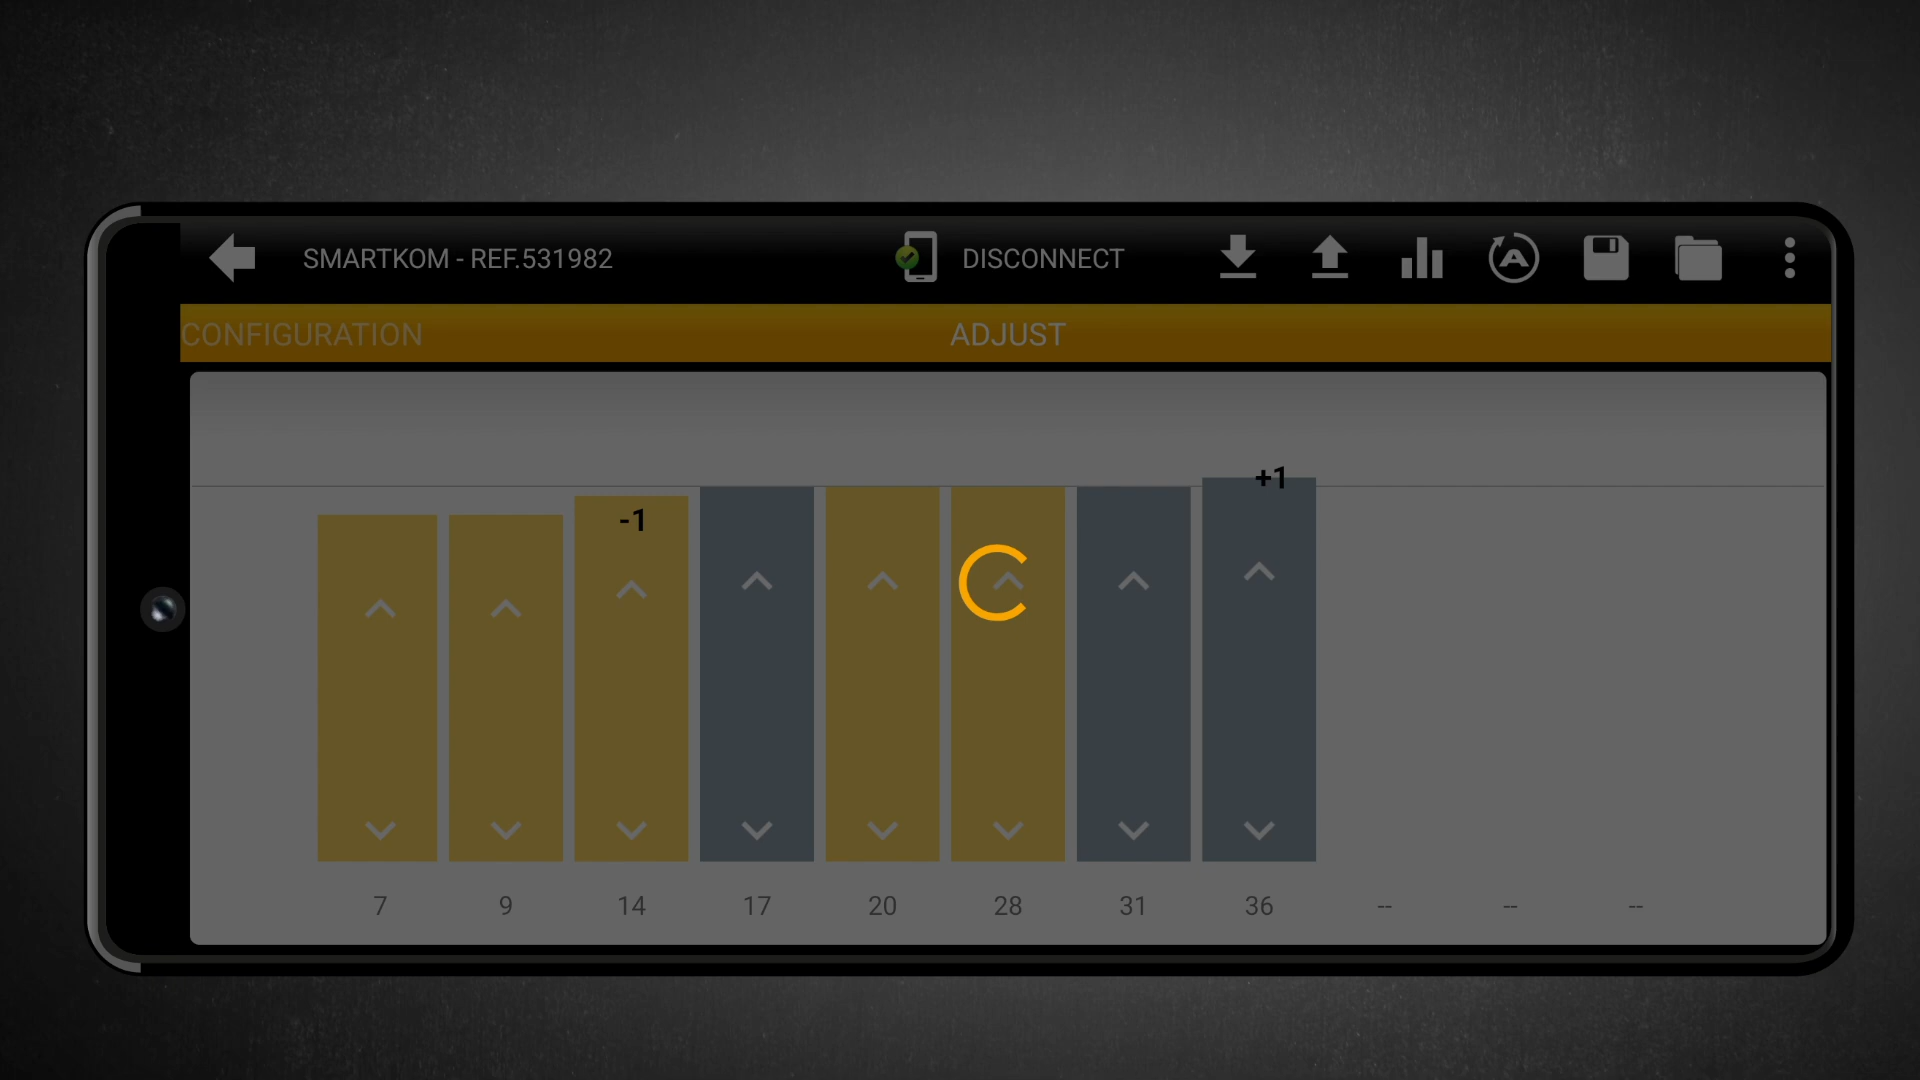 SMARTKOM - REF.531982
DISCONNECT
A
CONFIGURATION
ADJUST
-1
+1
7
9
14
17
20
28
31
36
--
--
--